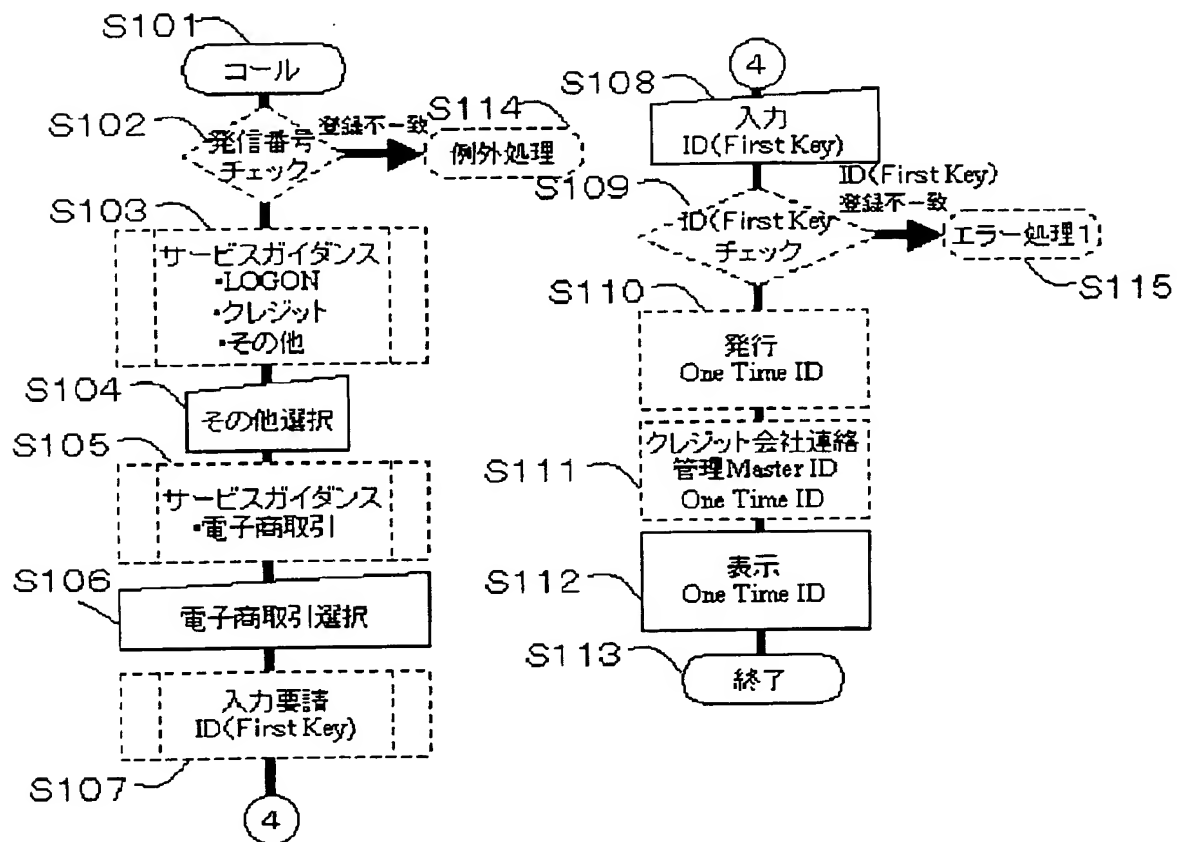 S101
コール
S102
発信番号
チェック
登録不一致
S114
例外処理
S103
サービスガイダンス
・LOGON
・クレジット
・その他
S104
その他選択
S105
サービスガイダンス
・電子商取引
S106
電子商取引選択
入力要請
ID(First Key)
S107
4
4
S108
入力
ID(First Key)
S109
ID(First Key
チェック
ID(First Key)
登録不一致
エラー処理1
S115
S110
発行
One Time ID
S111
クレジット会社連絡
管理Master ID
One Time ID
S112
表示
One Time ID
S113
終了